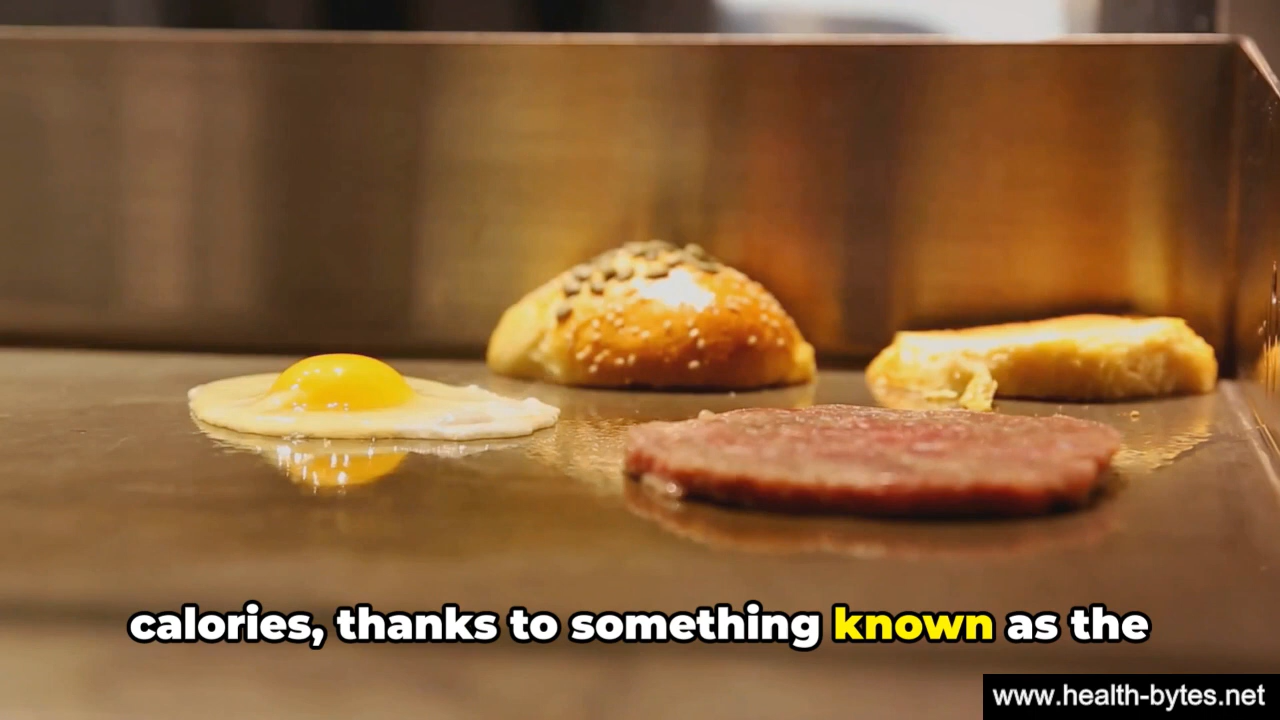 calories, thanks to something known as the
www.health-bytes.net